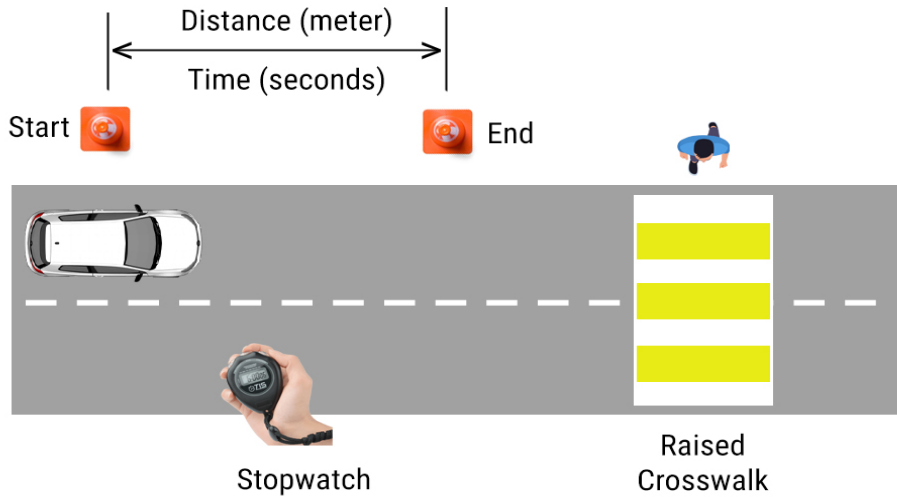 Distance (meter)
Time (seconds)
Start
End
Stopwatch
Raised
Crosswalk